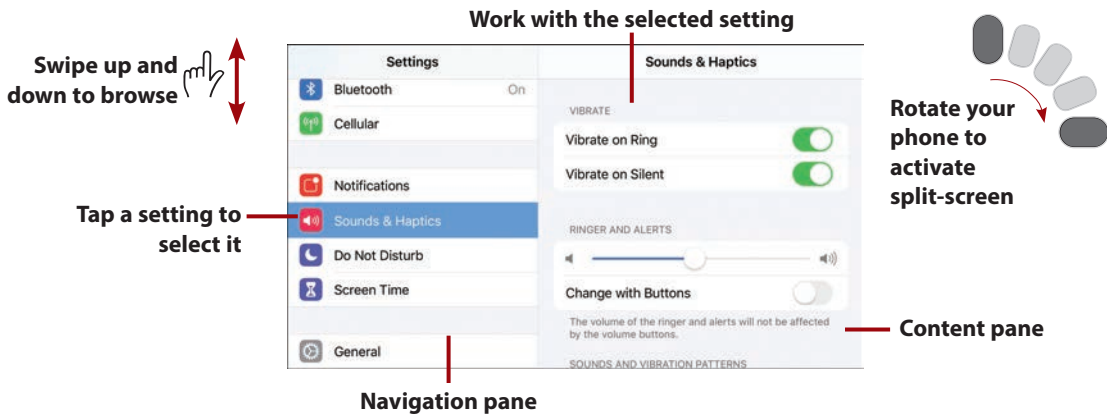 Work with the selected setting
Swipe up and
down to browse
Settings
Bluetooth On
Cellular
Notifications
Sounds & Haptics
Do Not Disturb
Screen Time
General
Sounds & Haptics
VIBRATE
Vibrate on Ring
Vibrate on Silent
RINGER AND ALERTS
Change with Buttons
The volume of the ringer and alerts will not be affected
by the volume buttons.
SOUNDS AND VIBRATION PATTERNS
Rotate your
phone to
activate
split-screen
Tap a setting to
select it
Content pane
Navigation pane